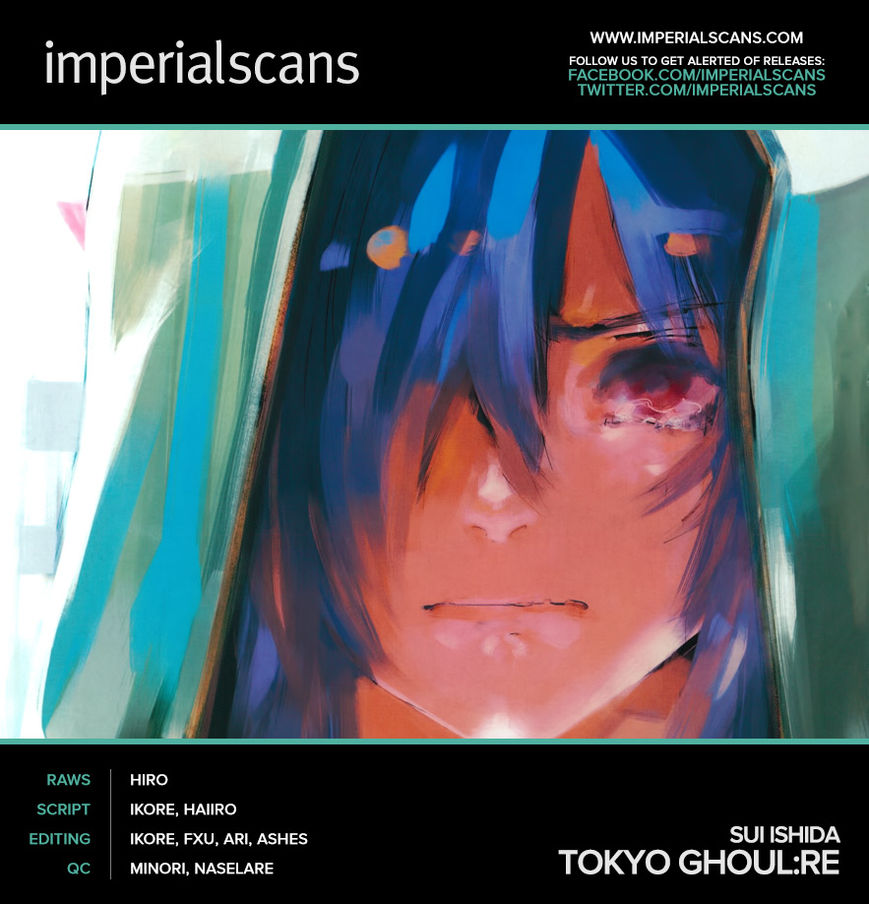 imperialscans
WWW.IMPERIALSCANS.COM
FOLLOW US TO GET ALERTED OF RELEASES:
FACEBOOK.COM/IMPERIALSCANS
TWITTER.COM/IMPERIALSCANS
RAWS HIRO
SCRIPT IKORE, HAIIRO
EDITING IKORE, FXU, ARI, ASHES
QC MINORI, NASELARE
SUI ISHIDA
TOKYO GHOUL:RE